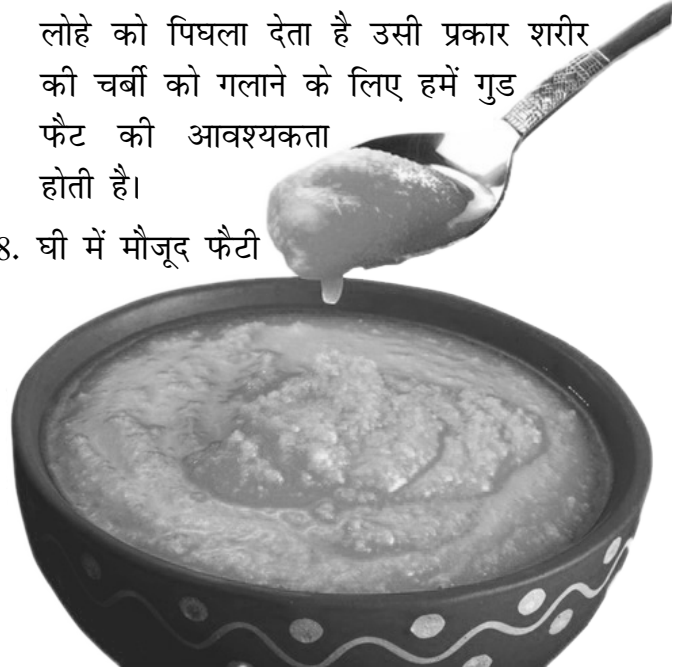 लोहे को पिघला देता है उसी प्रकार शरीर
की चर्बी को गलाने के लिए हमें गुड
फैट की आवश्यकता
होती है।
8. घी में मौजूद फैटी